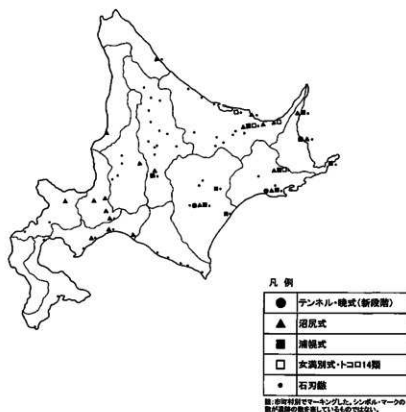 凡例
テンネル・暁式(新段階)
沼尻式
浦幌式
女満別式・トコロ14類
石刃鏃
註:市町村別でマーキングした。シンボル・マークの
数が遺跡の数を表しているものではない。